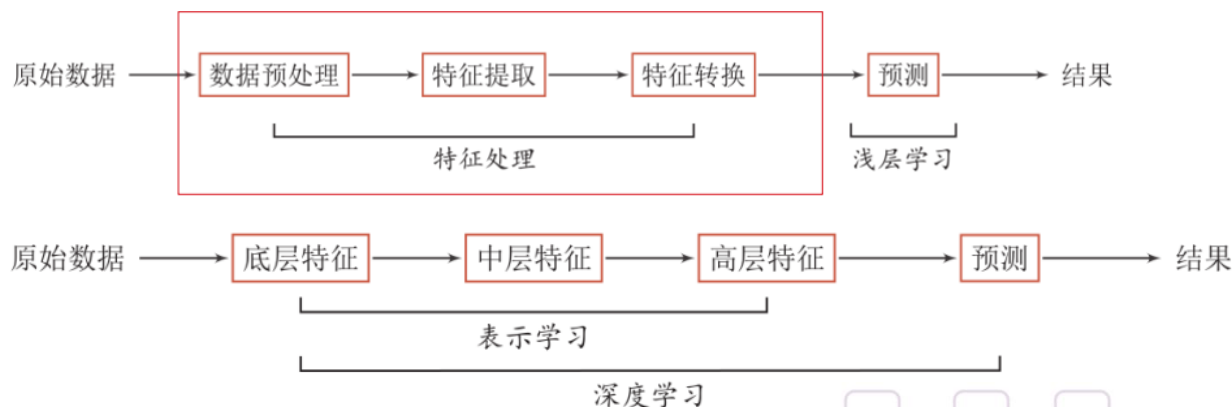 原始数据 数据预处理 特征提取 特征转换 预测 结果
特征处理 浅层学习
原始数据 底层特征 中层特征 高层特征 预测 结果
表示学习
深度学习